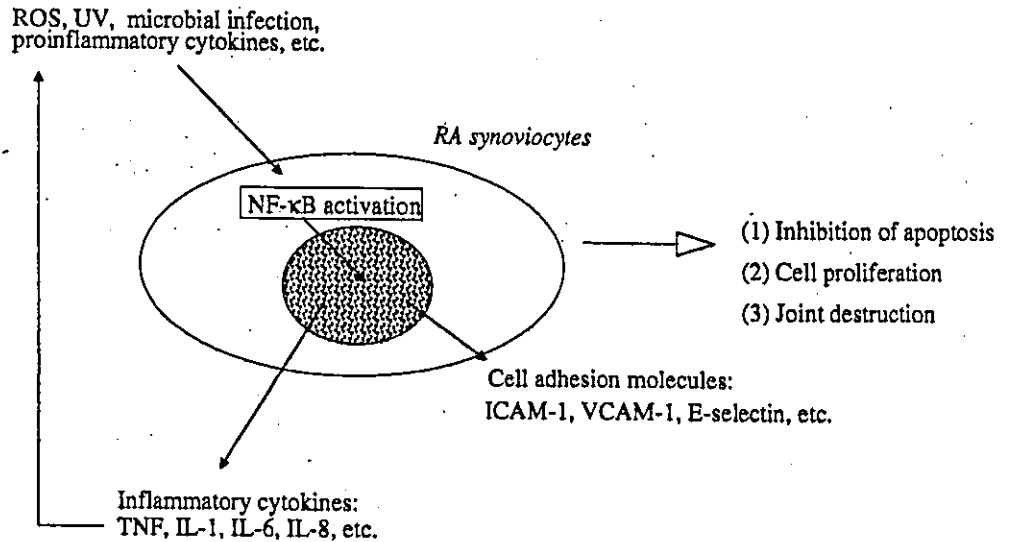 ROS, UV, microbial infection,
proinflammatory cytokines, etc.
RA synoviocytes
NF-κB activation
(1) Inhibition of apoptosis
(2) Cell proliferation
(3) Joint destruction
Cell adhesion molecules:
ICAM-1, VCAM-1, E-selectin, etc.
Inflammatory cytokines:
TNF, IL-1, IL-6, IL-8, etc.